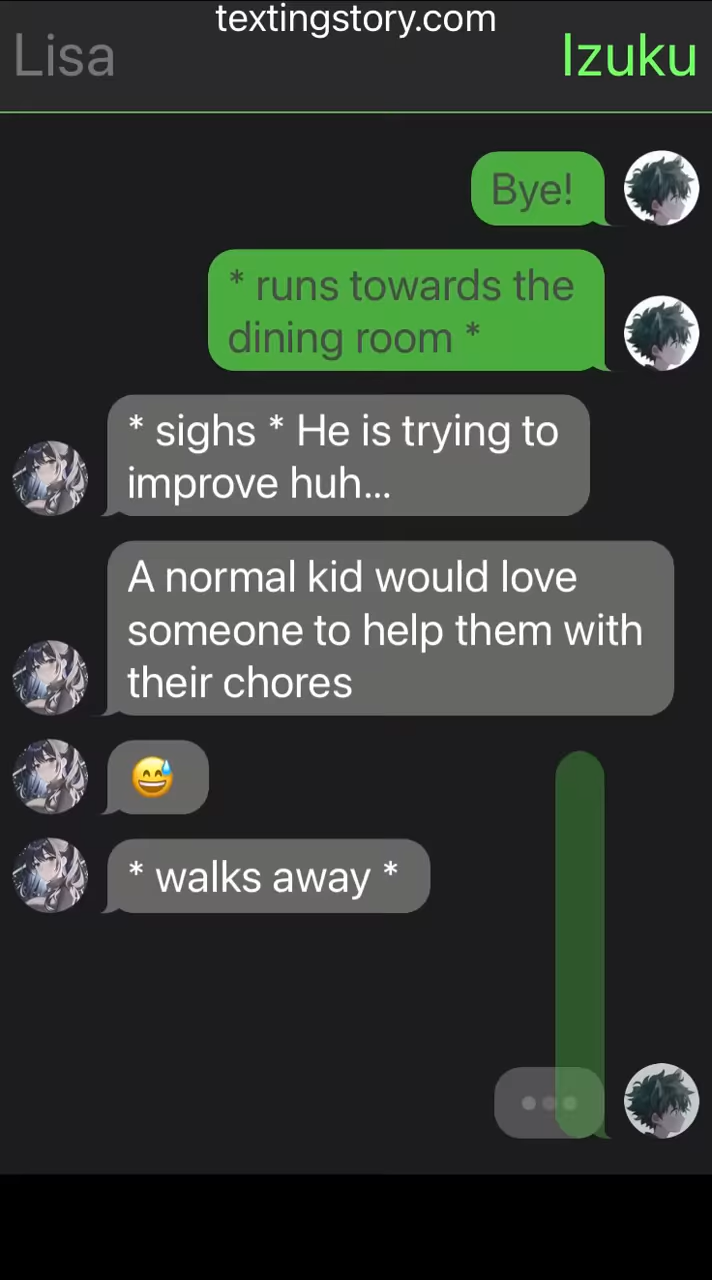 textingstory.com
Lisa
Izuku
Bye!
* runs towards the
dining room *
* sighs * He is trying to
improve huh...
A normal kid would love
someone to help them with
their chores
😅
* walks away *